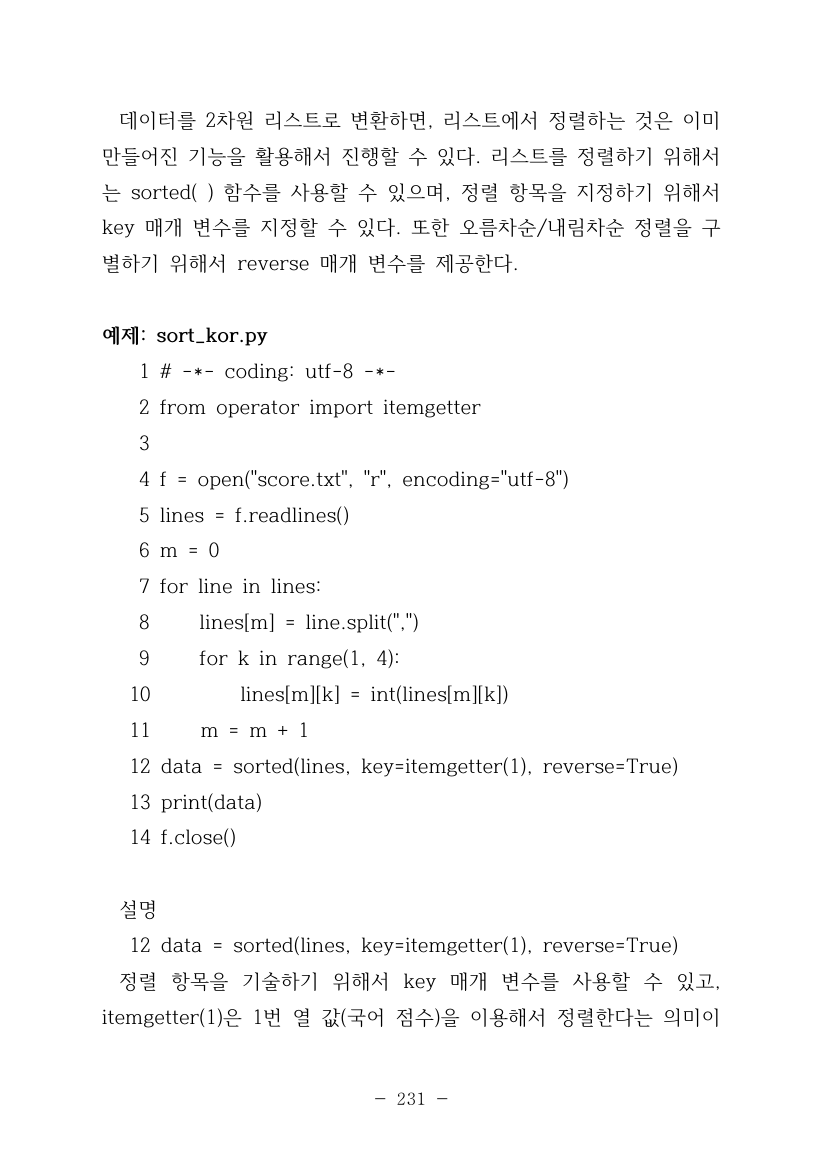 데이터를 2차원 리스트로 변환하면, 리스트에서 정렬하는 것은 이미
만들어진 기능을 활용해서 진행할 수 있다. 리스트를 정렬하기 위해서
는 sorted( ) 함수를 사용할 수 있으며, 정렬 항목을 지정하기 위해서
key 매개 변수를 지정할 수 있다. 또한 오름차순/내림차순 정렬을 구
별하기 위해서 reverse 매개 변수를 제공한다.
예제: sort_kor.py
1 # -*- coding: utf-8 -*-
2 from operator import itemgetter
3
4 f = open("score.txt", "r", encoding="utf-8")
5 lines = f.readlines()
6 m = 0
7 for line in lines:
8     lines[m] = line.split(",")
9     for k in range(1, 4):
10         lines[m][k] = int(lines[m][k])
11     m = m + 1
12 data = sorted(lines, key=itemgetter(1), reverse=True)
13 print(data)
14 f.close()
설명
12 data = sorted(lines, key=itemgetter(1), reverse=True)
정렬 항목을 기술하기 위해서 key 매개 변수를 사용할 수 있고,
itemgetter(1)은 1번 열 값(국어 점수)을 이용해서 정렬한다는 의미이
- 231 -